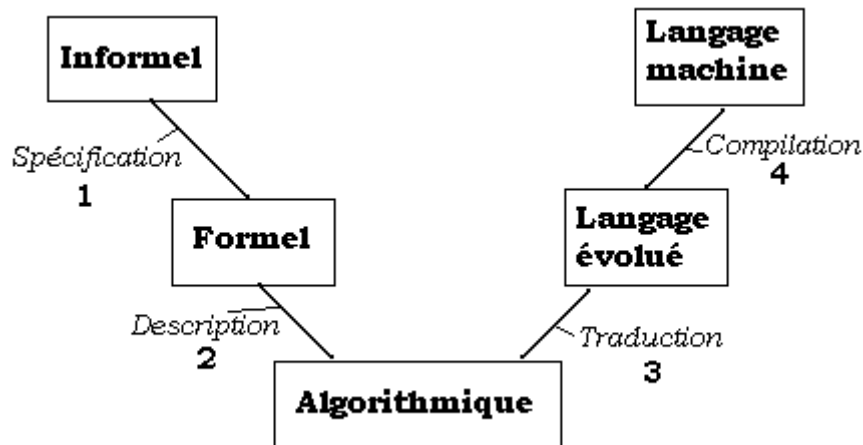 Informel
Langage
machine
Spécification
1
Compilation
4
Formel
Langage
évolué
Description
2
Traduction
3
Algorithmique